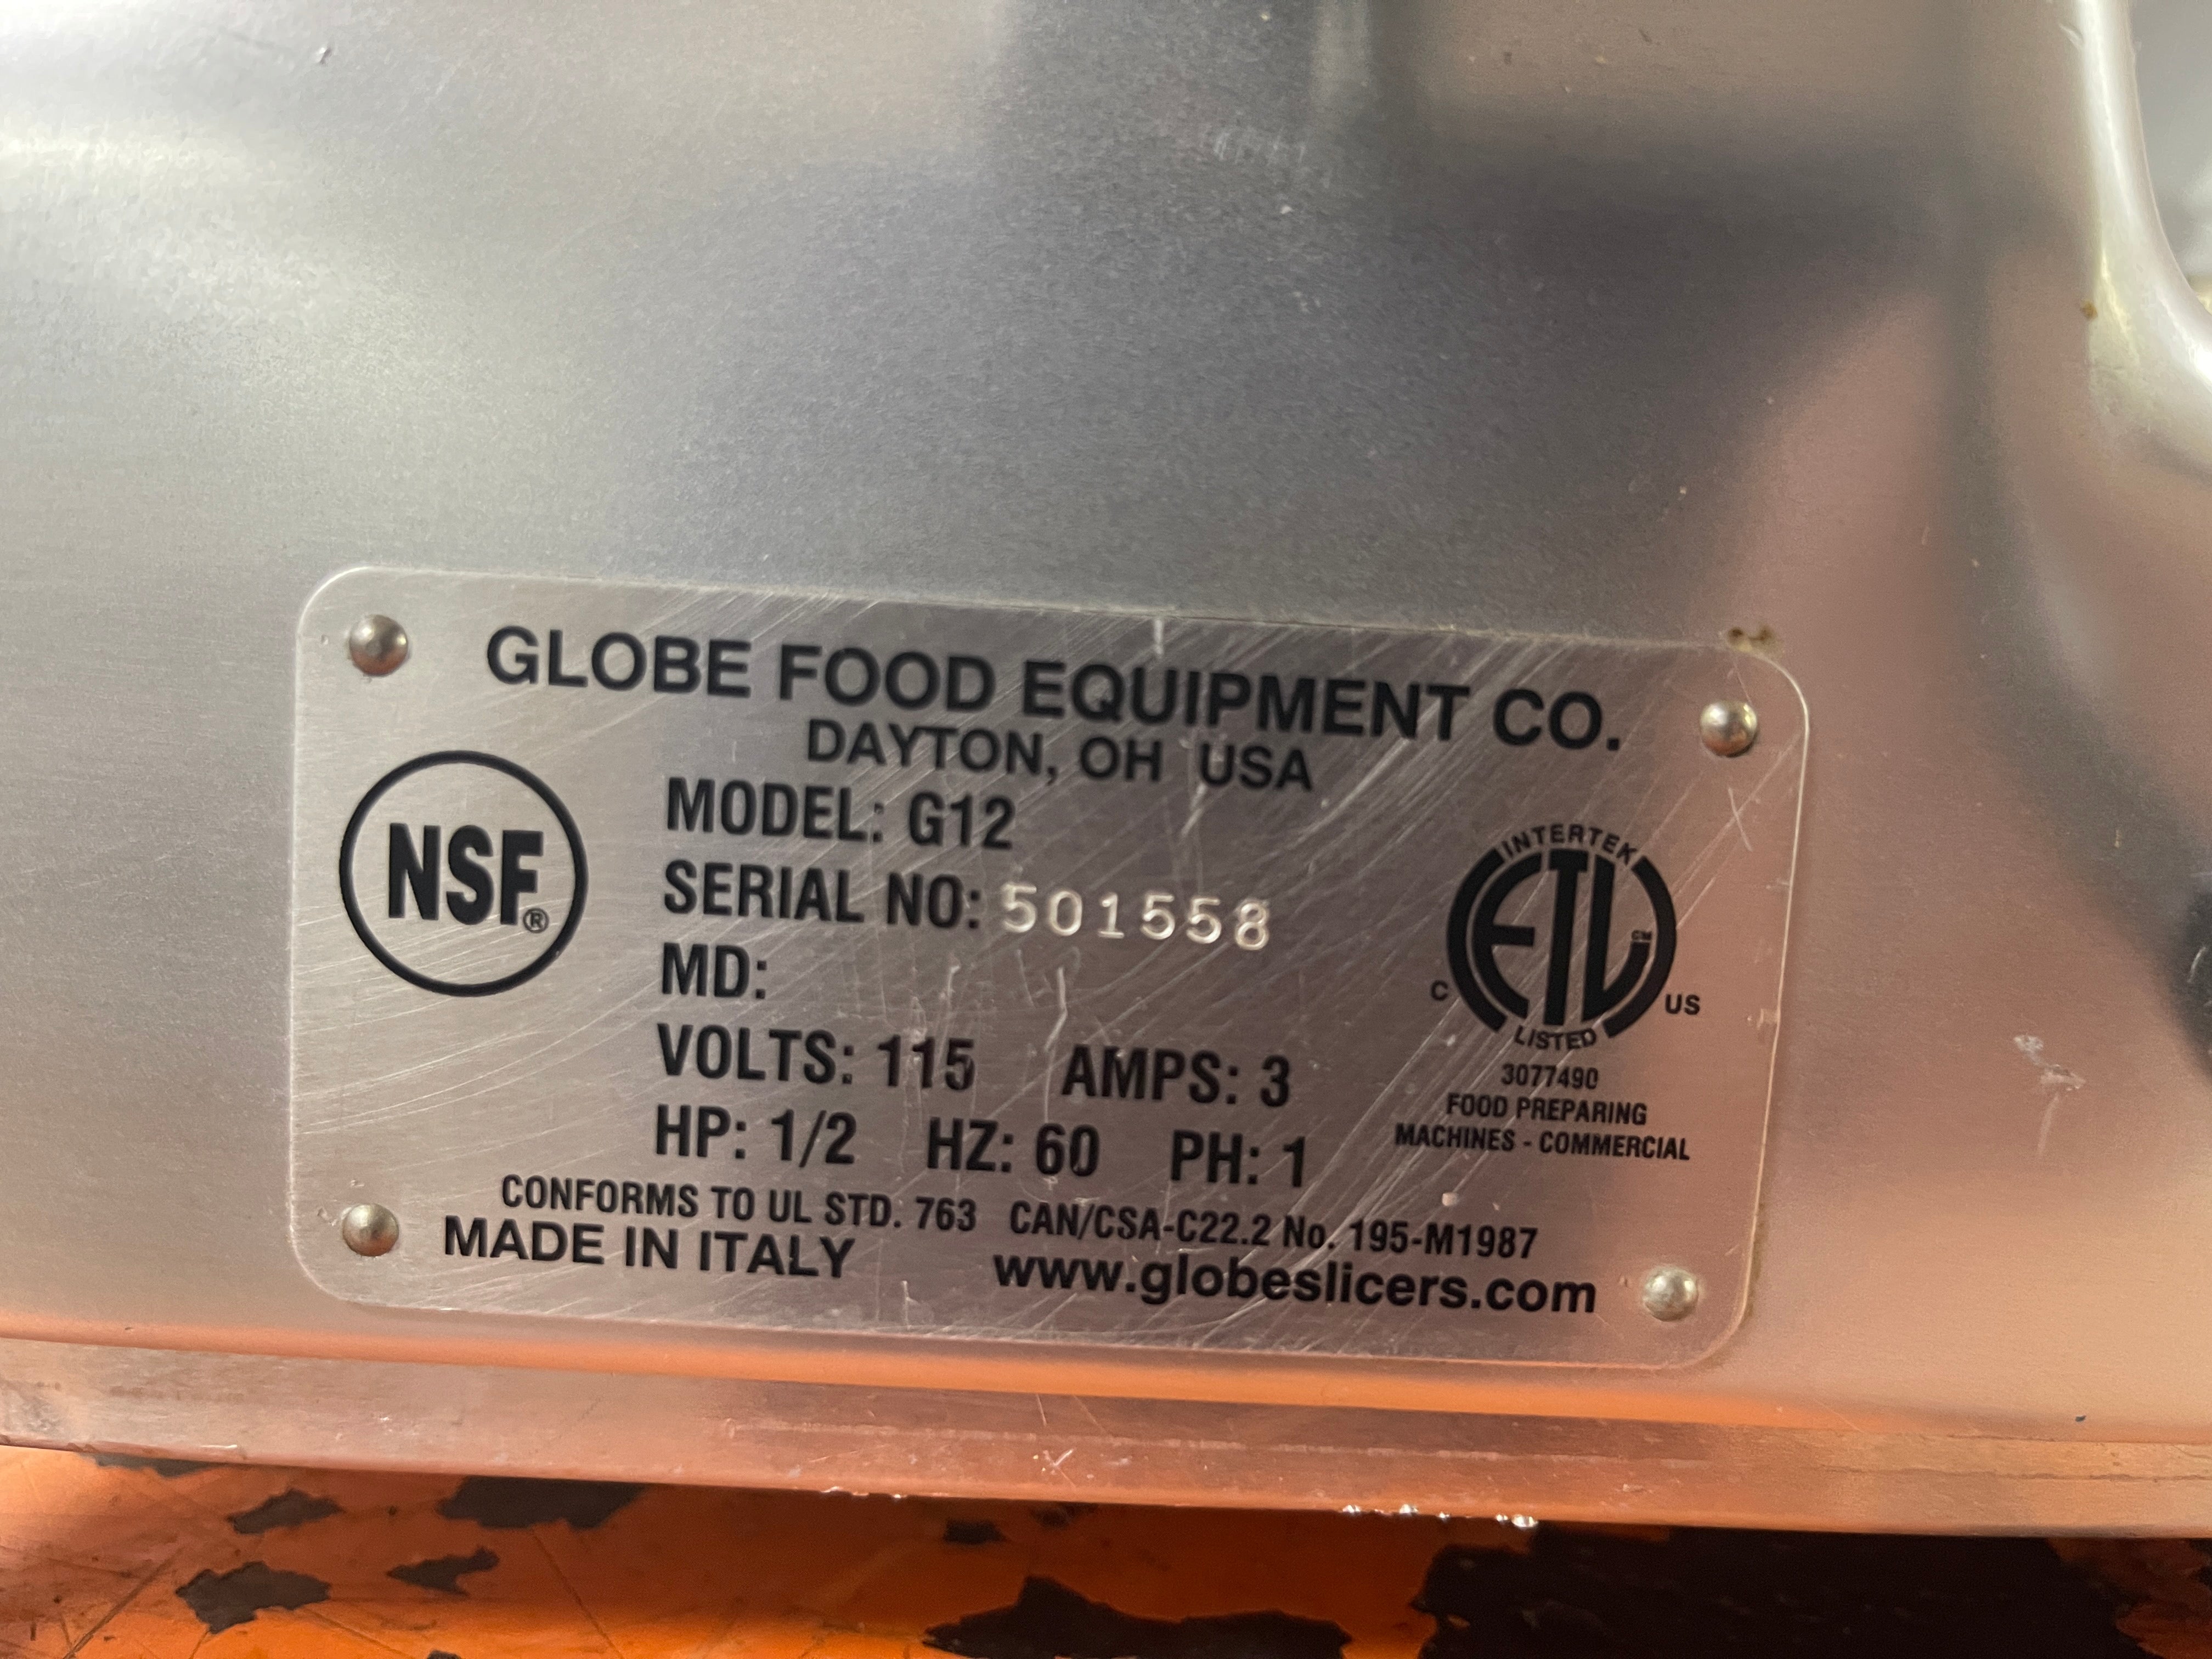 GLOBE FOOD EQUIPMENT CO.
DAYTON, OH USA
NSF®
MODEL: G12
SERIAL NO: 501558
MD:
VOLTS: 115 AMPS: 3
HP: 1/2 HZ: 60 PH: 1
INTERTEK
ETL CM
C US
LISTED
3077490
FOOD PREPARING
MACHINES - COMMERCIAL
CONFORMS TO UL STD. 763 CAN/CSA-C22.2 No. 195-M1987
MADE IN ITALY www.globeslicers.com